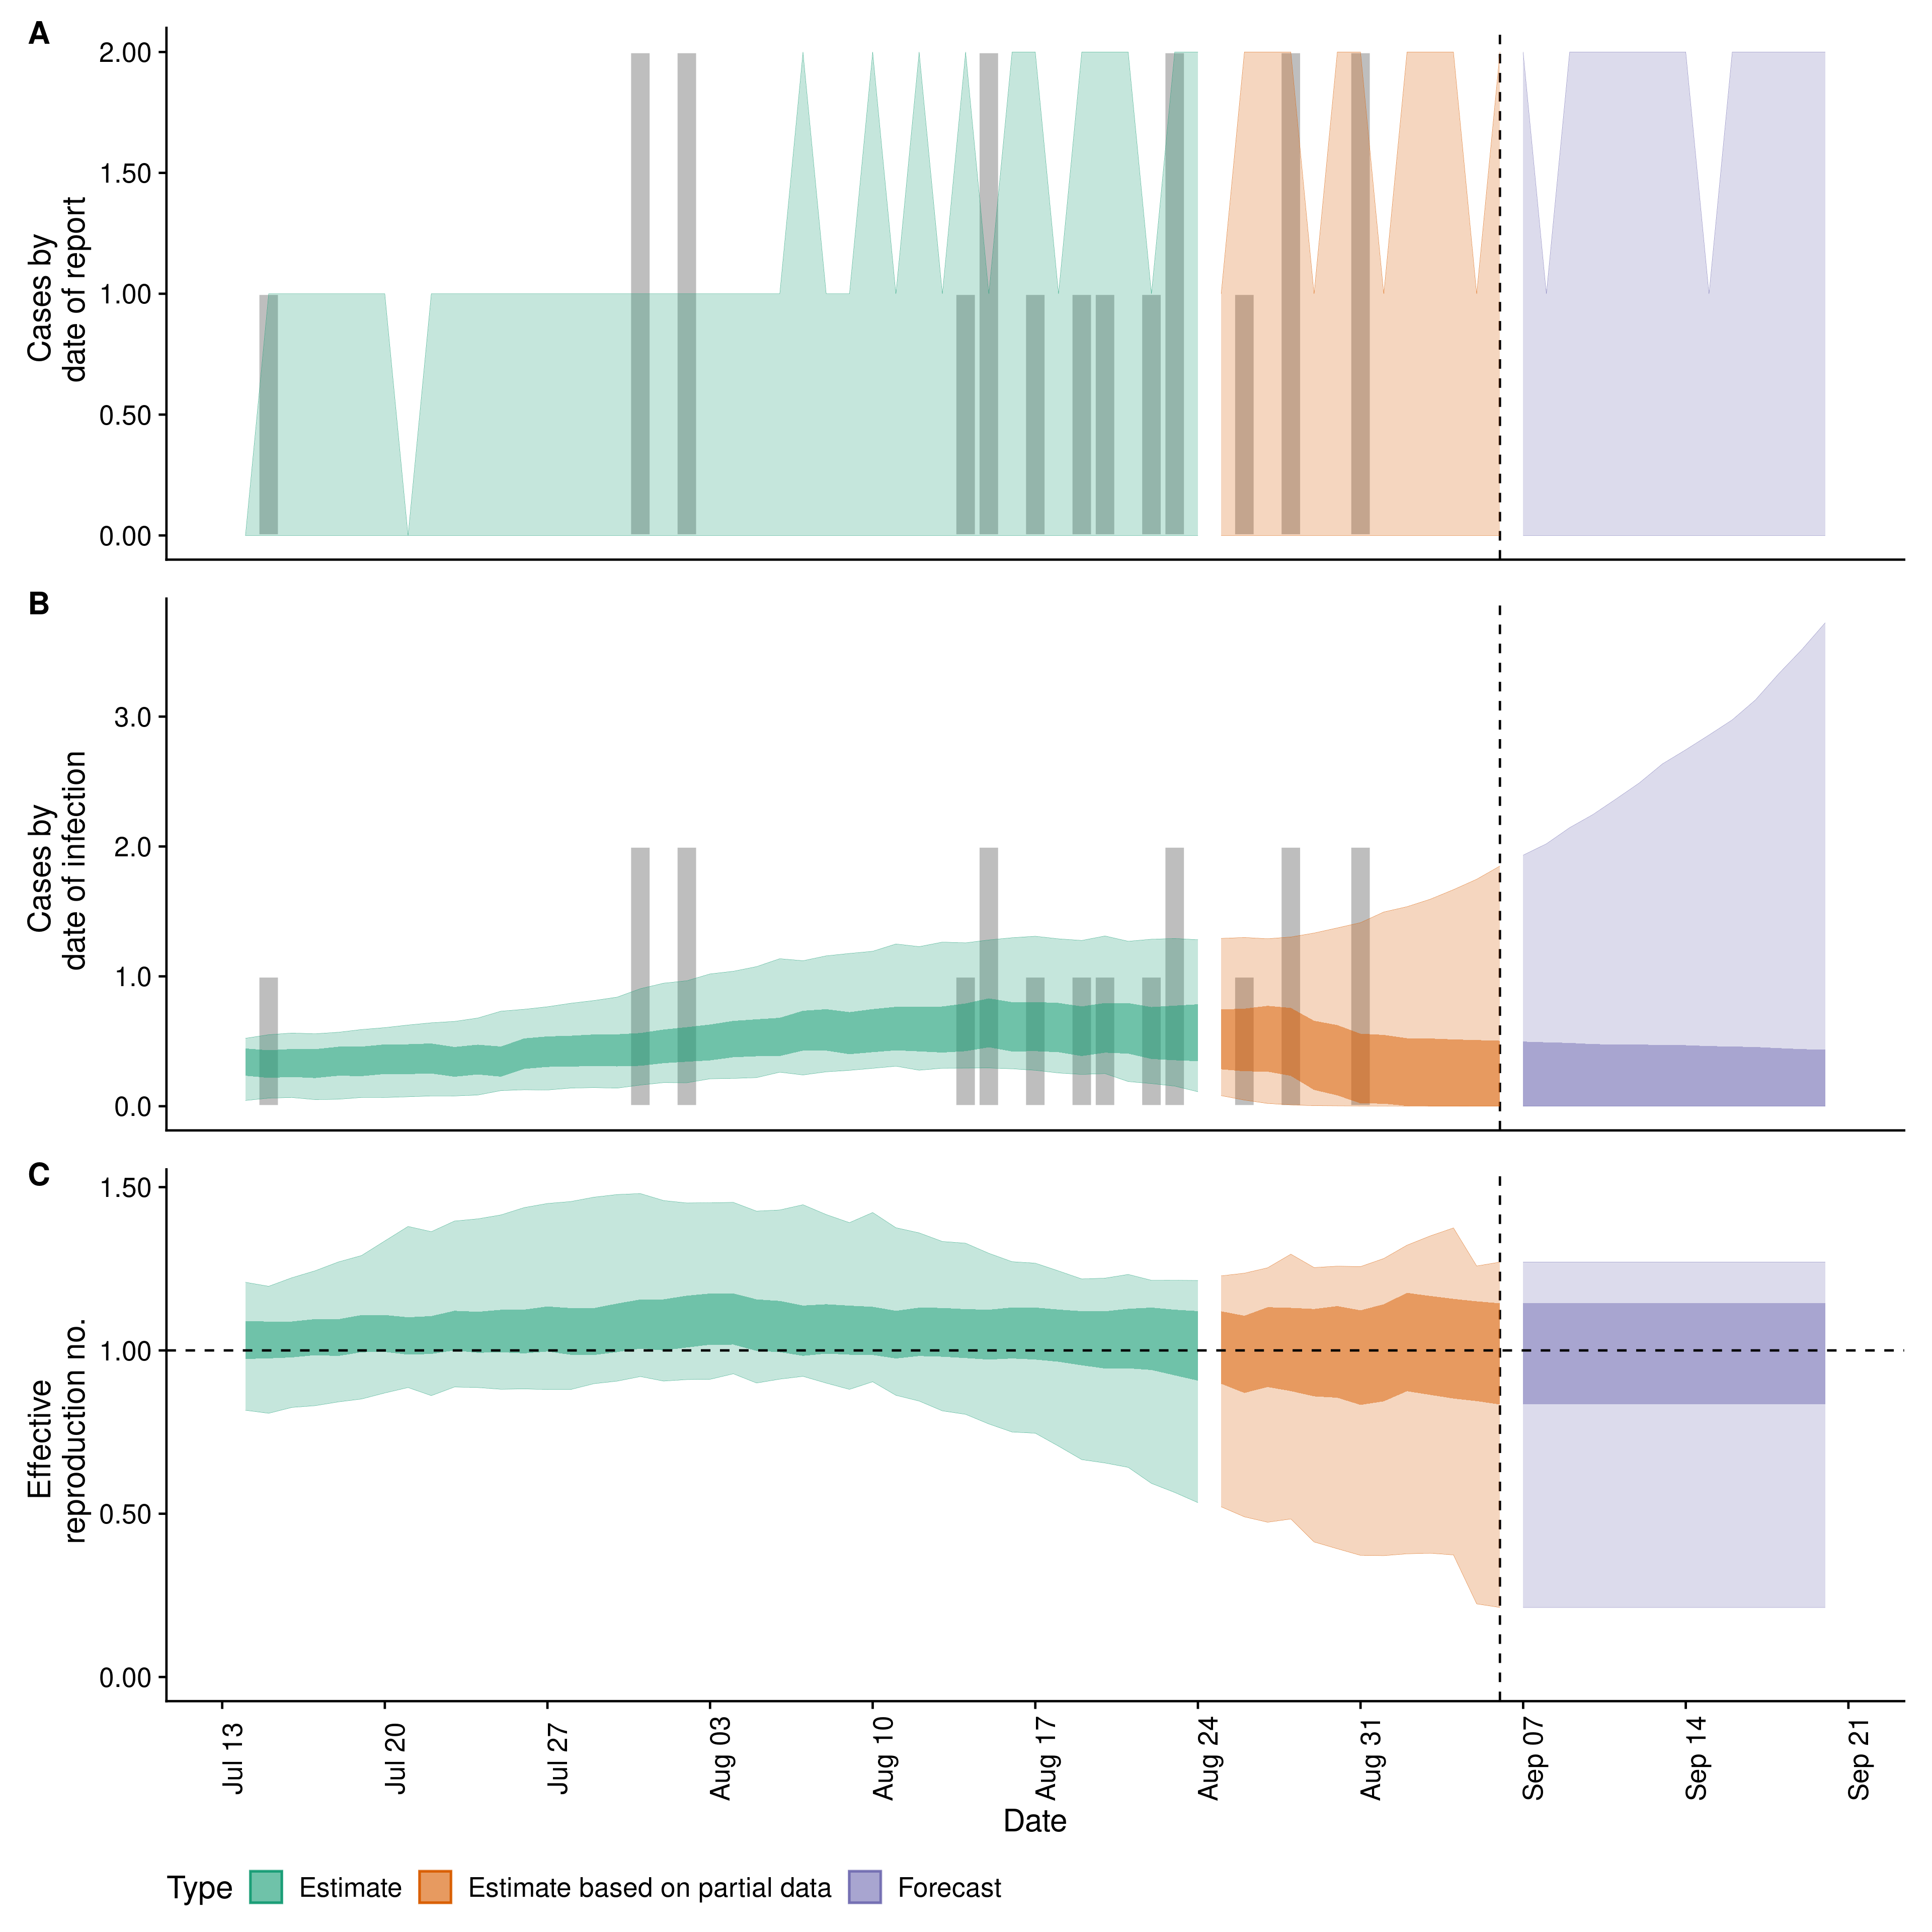 A
2.00
1.50
1.00
0.50
0.00
Cases by
date of report
B
3.0
2.0
1.0
0.0
Cases by
date of infection
C
1.50
1.00
0.50
0.00
Effective
reproduction no.
Jul 13
Jul 20
Jul 27
Aug 03
Aug 10
Aug 17
Aug 24
Aug 31
Sep 07
Sep 14
Sep 21
Date
Type
Estimate
Estimate based on partial data
Forecast